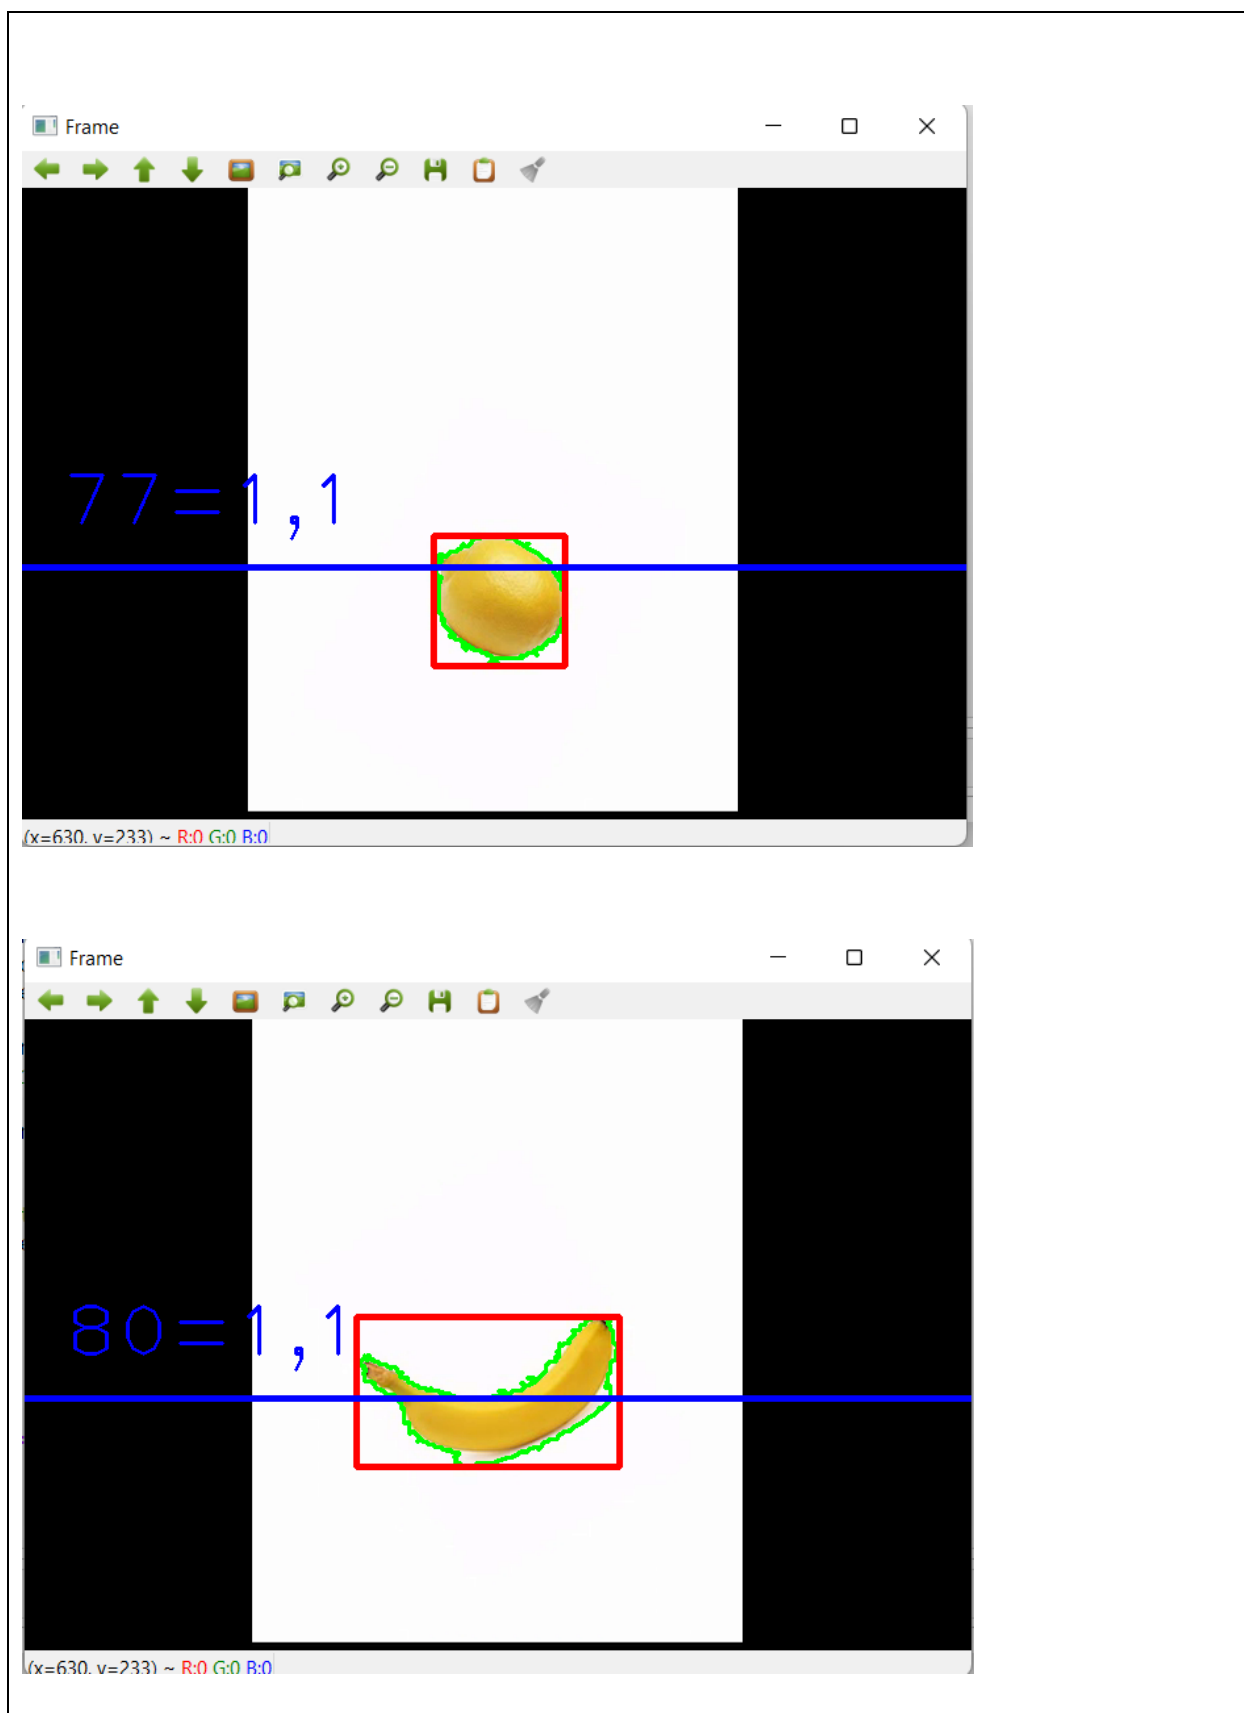 Frame
77=1,1
(x=630, y=233) ~ R:0 G:0 B:0
Frame
80=1,1
(x=630, y=233) ~ R:0 G:0 B:0